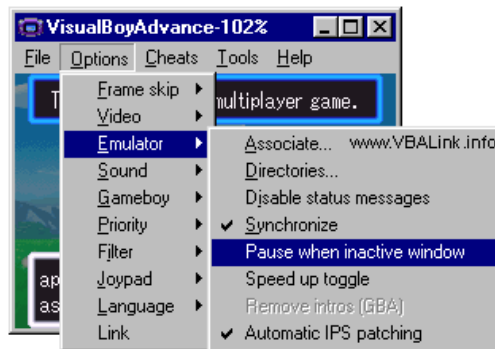 VisualBoyAdvance-102%
File Options Cheats Tools Help
T
multiplayer game.
Frame skip
Video
Emulator
Sound
Gameboy
Priority
Filter
Joypad
Language
Link
ap
as
Associate... www.VBALink.info
Directories...
Disable status messages
Synchronize
Pause when inactive window
Speed up toggle
Remove intros (GBA)
Automatic IPS patching